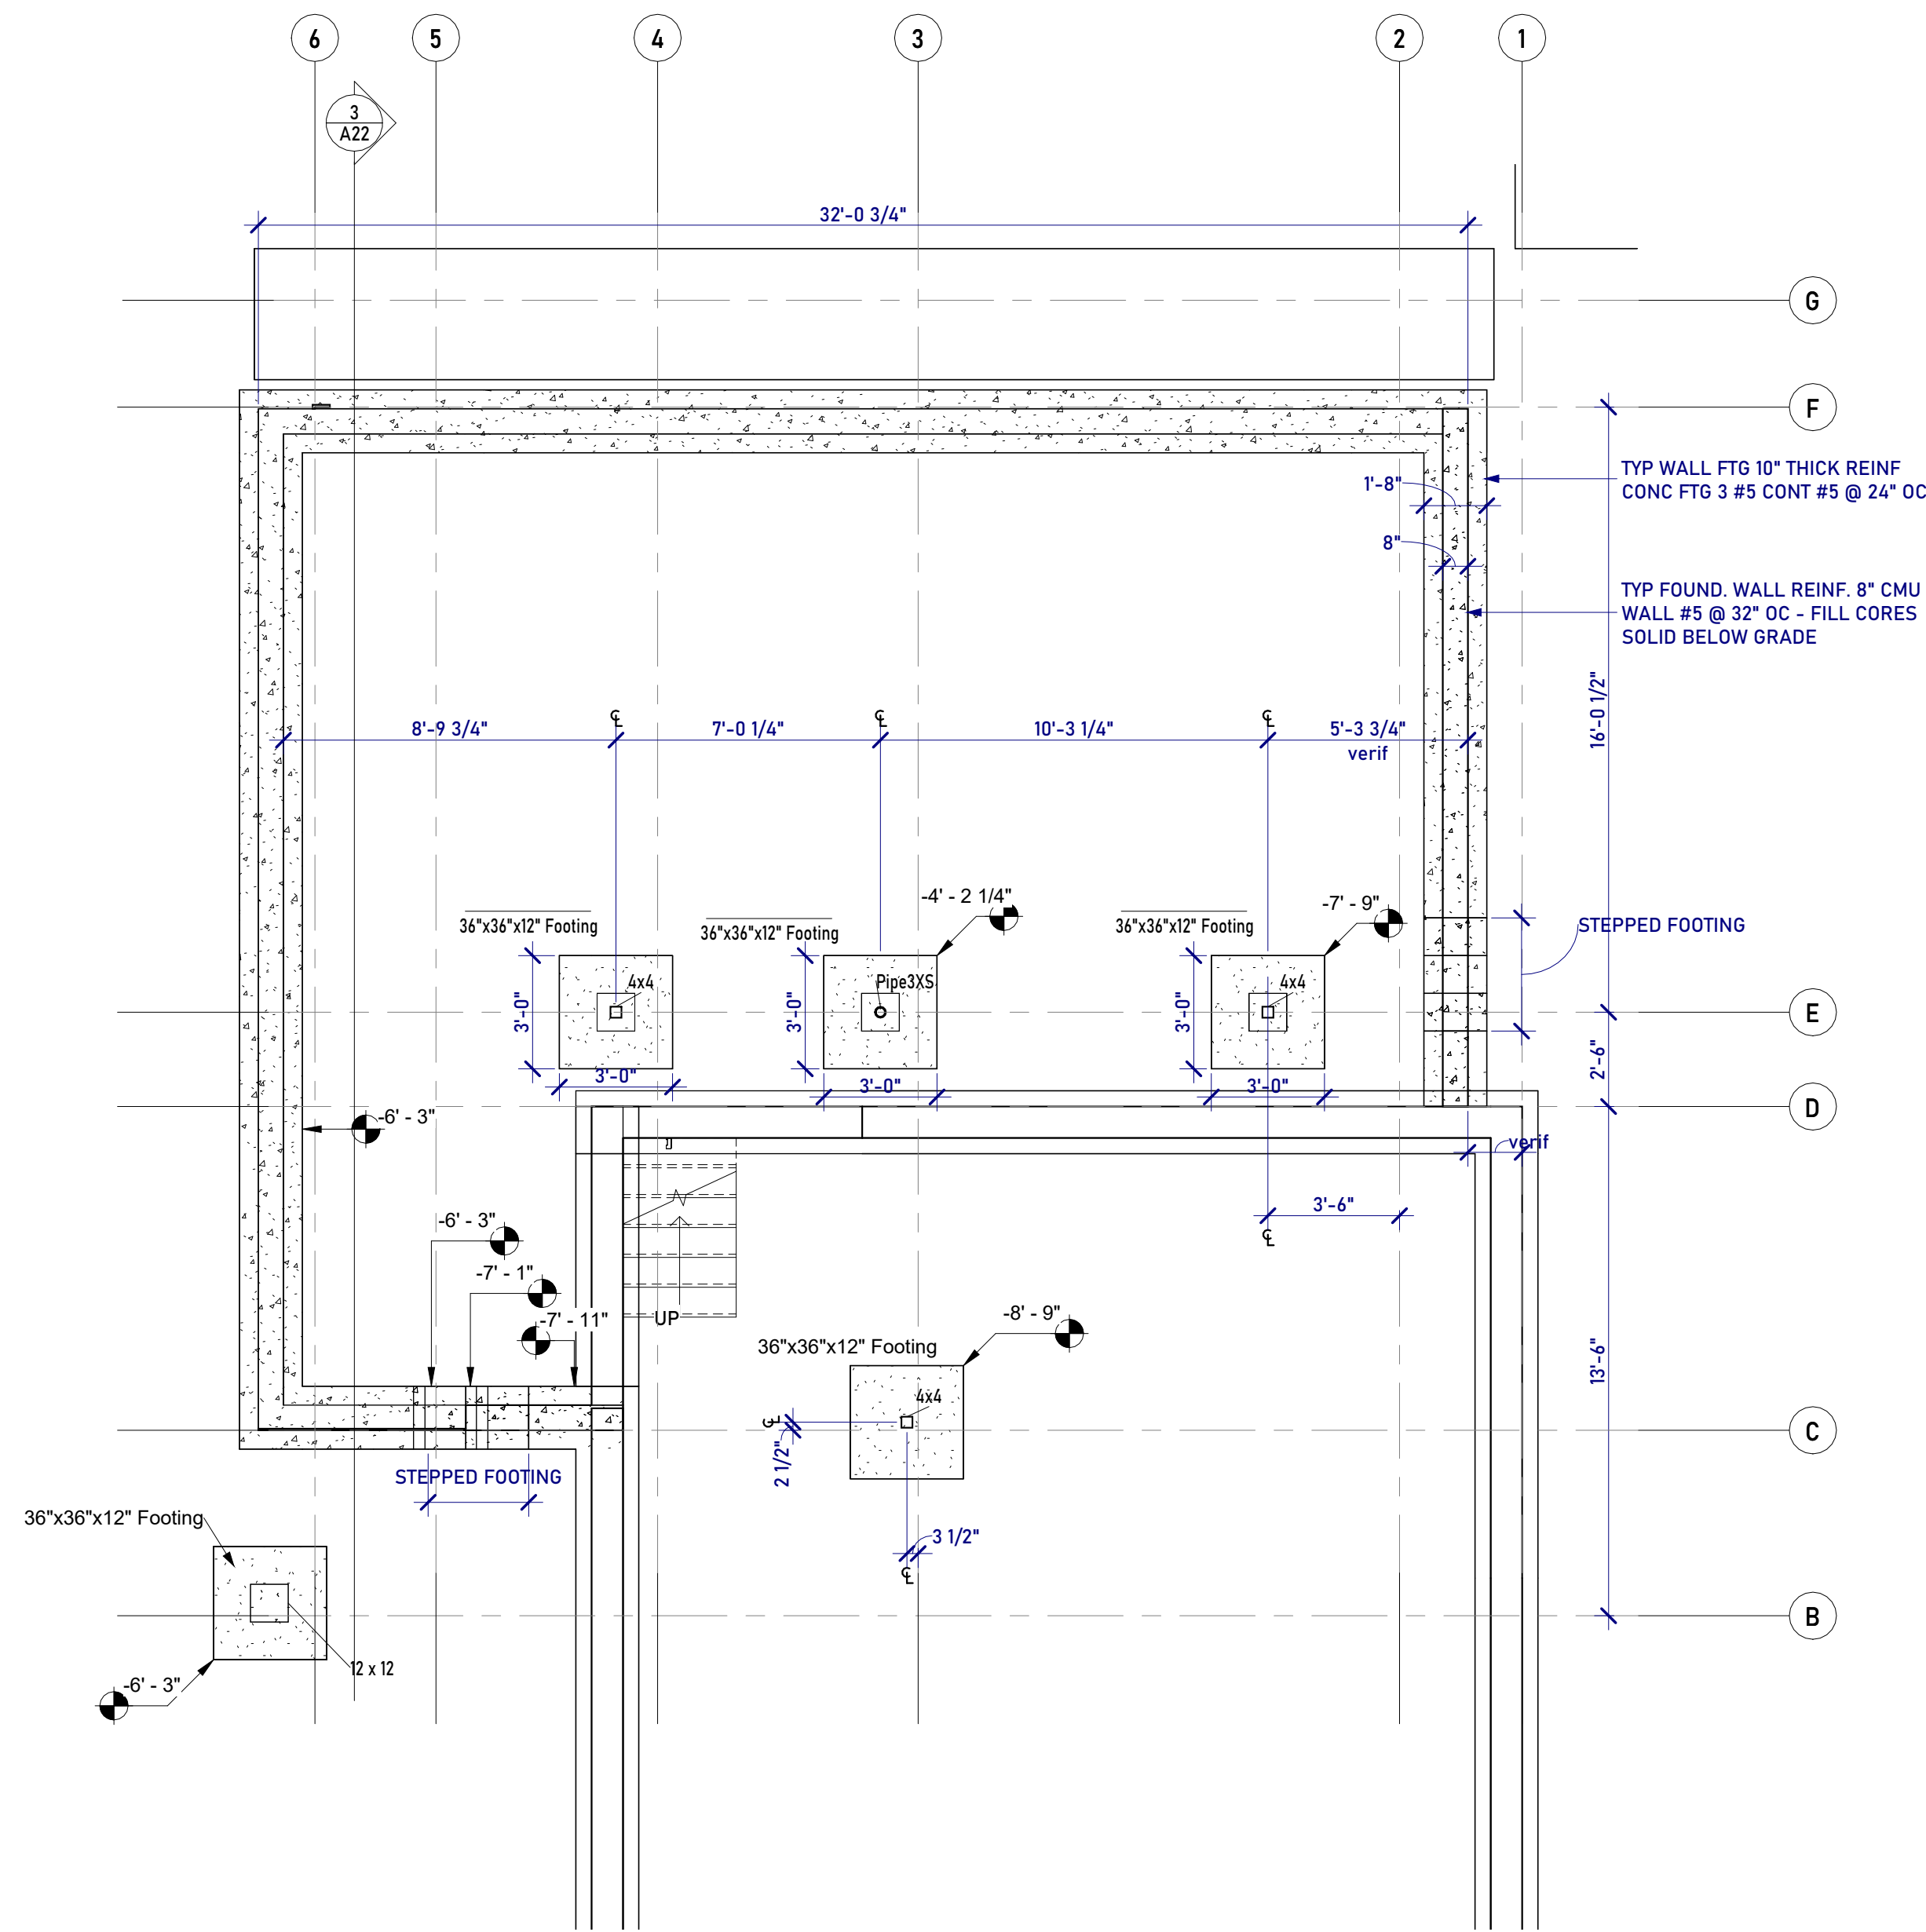 6 5 4 3 2 1
3
A22
32'-0 3/4"
G
F
TYP WALL FTG 10" THICK REINF
CONC FTG 3 #5 CONT #5 @ 24" OC
1'-8"
8"
TYP FOUND. WALL REINF. 8" CMU
WALL #5 @ 32" OC - FILL CORES
SOLID BELOW GRADE
16'-0 1/2"
8'-9 3/4" 7'-0 1/4" 10'-3 1/4" 5'-3 3/4"
verif
-4' - 2 1/4"
-7' - 9"
36"x36"x12" Footing
36"x36"x12" Footing
36"x36"x12" Footing
STEPPED FOOTING
4x4
Pipe3XS
4x4
3'-0"
3'-0"
3'-0"
E
3'-0"
3'-0"
3'-0"
2'-6"
D
-6' - 3"
verif
3'-6"
-6' - 3"
-7' - 1"
-7' - 11"
UP
-8' - 9"
36"x36"x12" Footing
4x4
13'-6"
C
2 1/2"
STEPPED FOOTING
3 1/2"
36"x36"x12" Footing
B
12 x 12
-6' - 3"